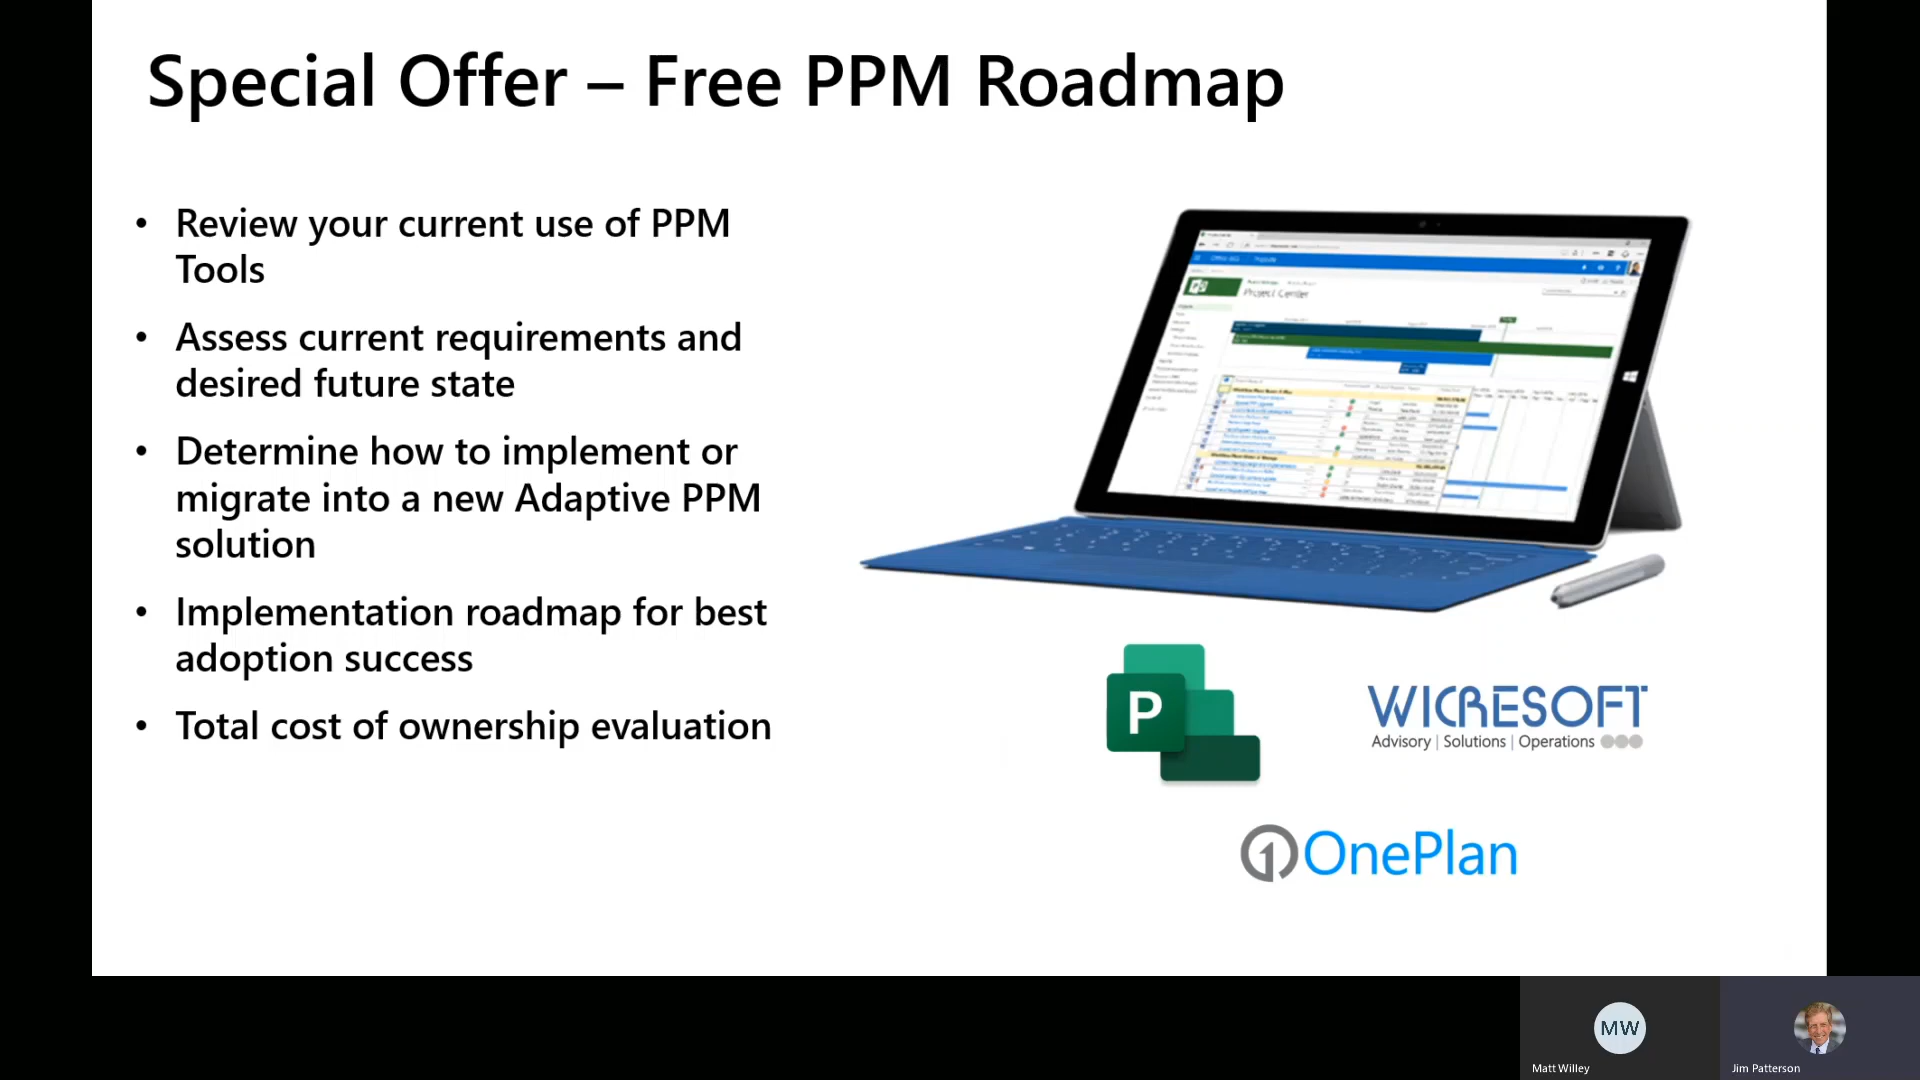 Special Offer – Free PPM Roadmap
• Review your current use of PPM
Tools
• Assess current requirements and
desired future state
• Determine how to implement or
migrate into a new Adaptive PPM
solution
• Implementation roadmap for best
adoption success
• Total cost of ownership evaluation
Project Center
P
WICRESOFT
Advisory | Solutions | Operations
OnePlan
MW
Matt Willey
Jim Patterson